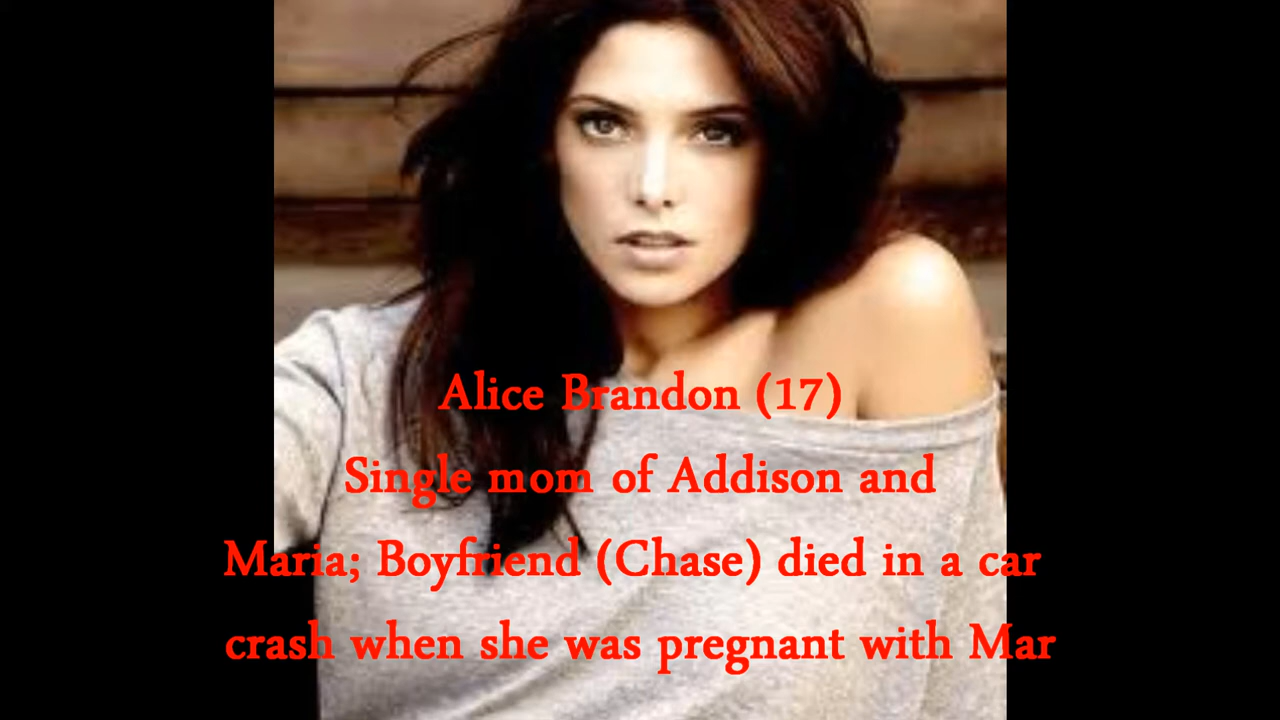 Alice Brandon (17)
Single mom of Addison and
Maria; Boyfriend (Chase) died in a car
crash when she was pregnant with Mar